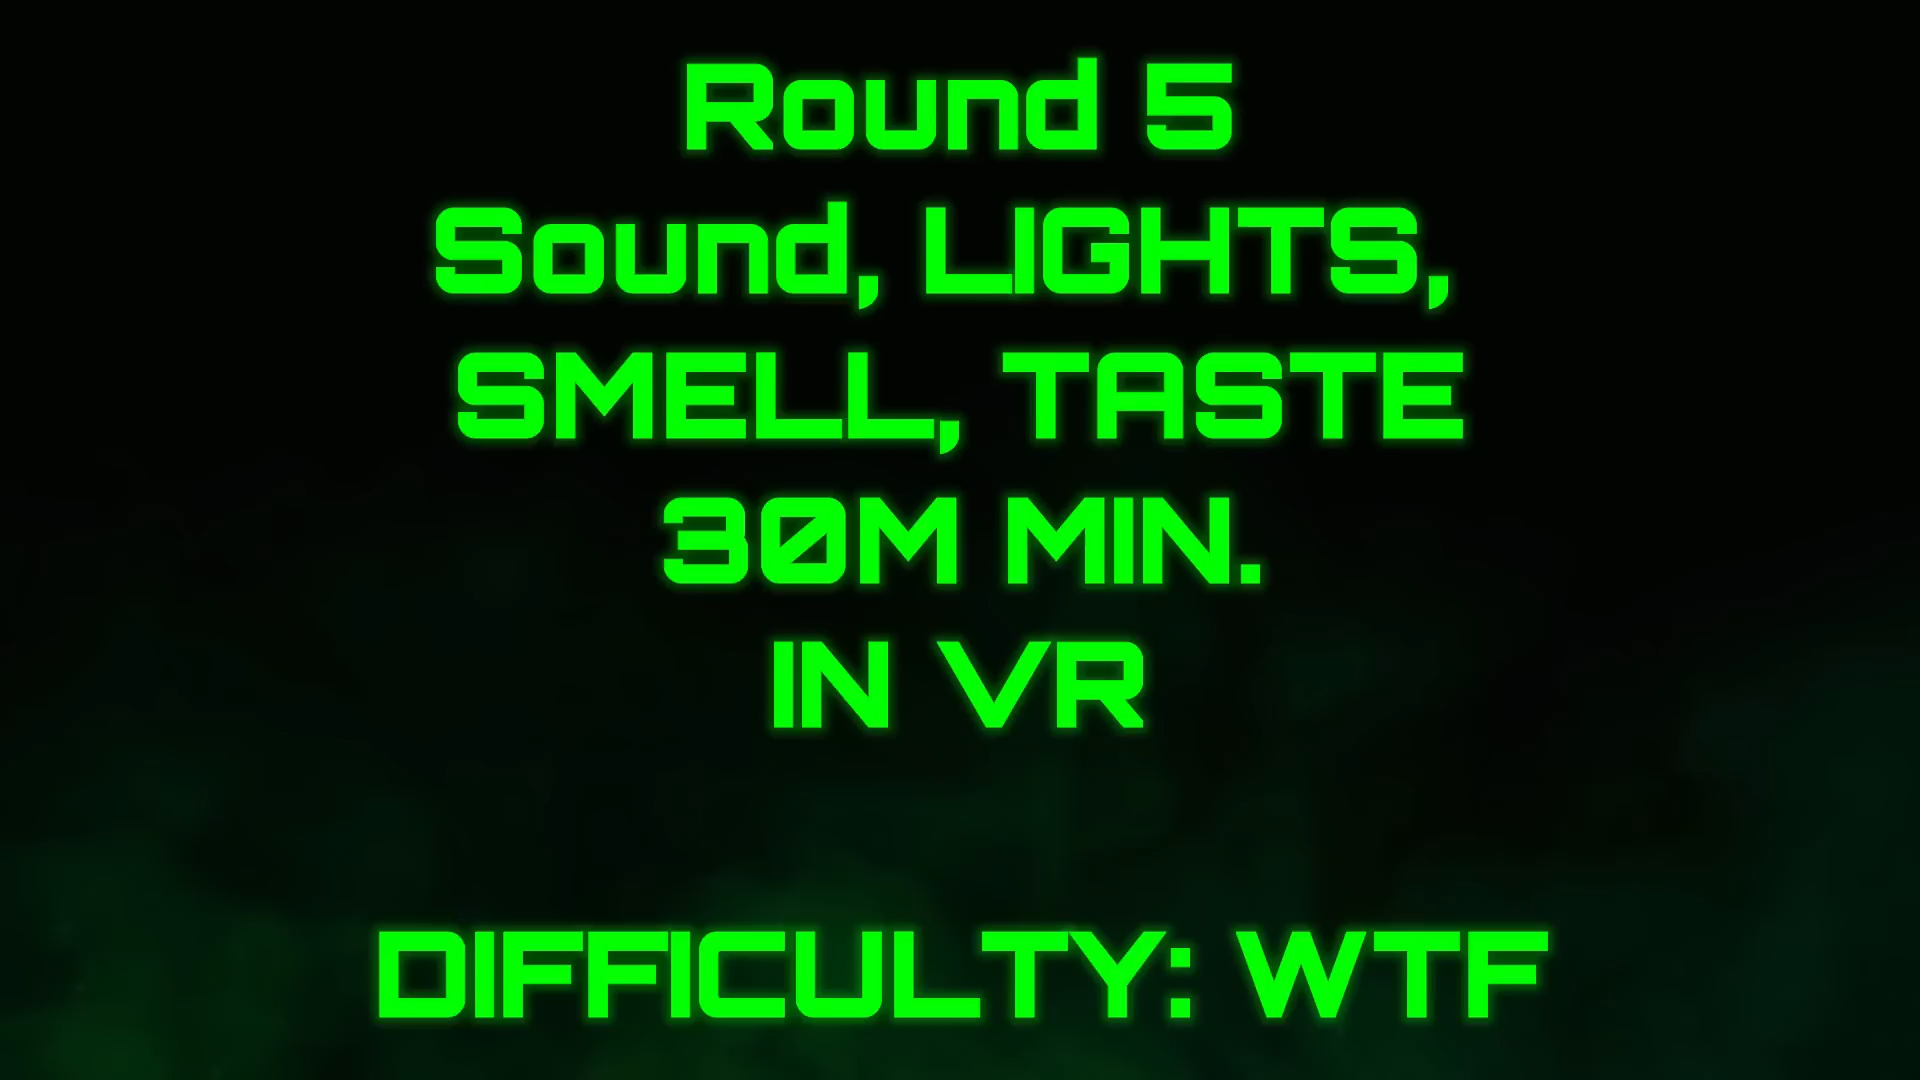 Round 5
Sound, LIGHTS,
SMELL, TASTE
30M MIN.
IN VR
DIFFICULTY: WTF